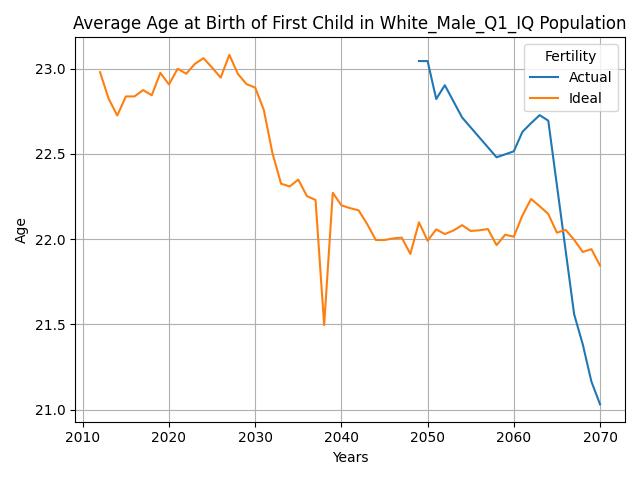 Average Age at Birth of First Child in White_Male_Q1_IQ Population
Fertility
Actual
Ideal
23.0
22.5
22.0
21.5
21.0
Age
2010
2020
2030
2040
2050
2060
2070
Years